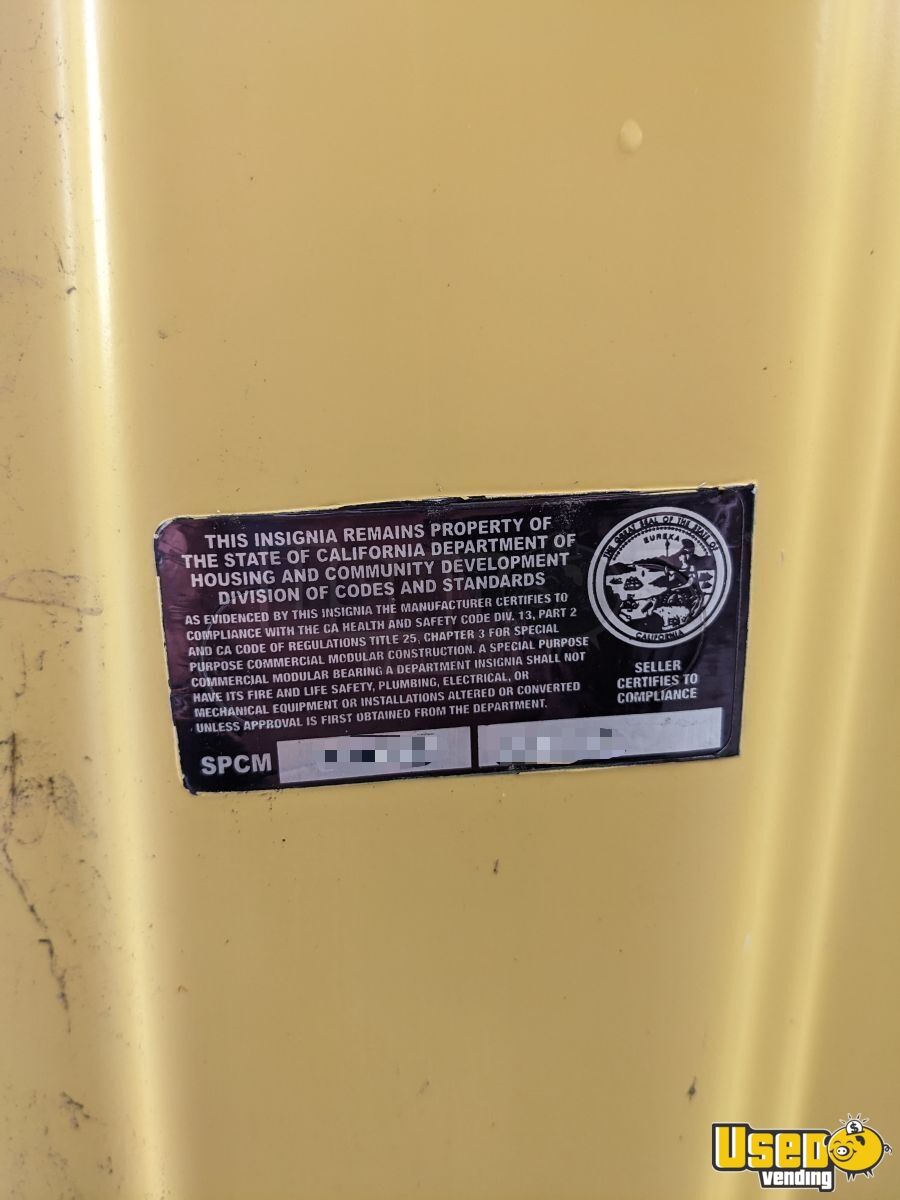 THIS INSIGNIA REMAINS PROPERTY OF
THE STATE OF CALIFORNIA DEPARTMENT OF
HOUSING AND COMMUNITY DEVELOPMENT
DIVISION OF CODES AND STANDARDS
AS EVIDENCED BY THIS INSIGNIA THE MANUFACTURER CERTIFIES TO
COMPLIANCE WITH THE CA HEALTH AND SAFETY CODE DIV. 13, PART 2
AND CA CODE OF REGULATIONS TITLE 25, CHAPTER 3 FOR SPECIAL
PURPOSE COMMERCIAL MODULAR CONSTRUCTION. A SPECIAL PURPOSE
COMMERCIAL MODULAR BEARING A DEPARTMENT INSIGNIA SHALL NOT
HAVE ITS FIRE AND LIFE SAFETY, PLUMBING, ELECTRICAL, OR
MECHANICAL EQUIPMENT OR INSTALLATIONS ALTERED OR CONVERTED
UNLESS APPROVAL IS FIRST OBTAINED FROM THE DEPARTMENT.
SPCM
THE GREAT SEAL OF THE STATE OF
EUREKA
CALIFORNIA
SELLER
CERTIFIES TO
COMPLIANCE
USED
vending